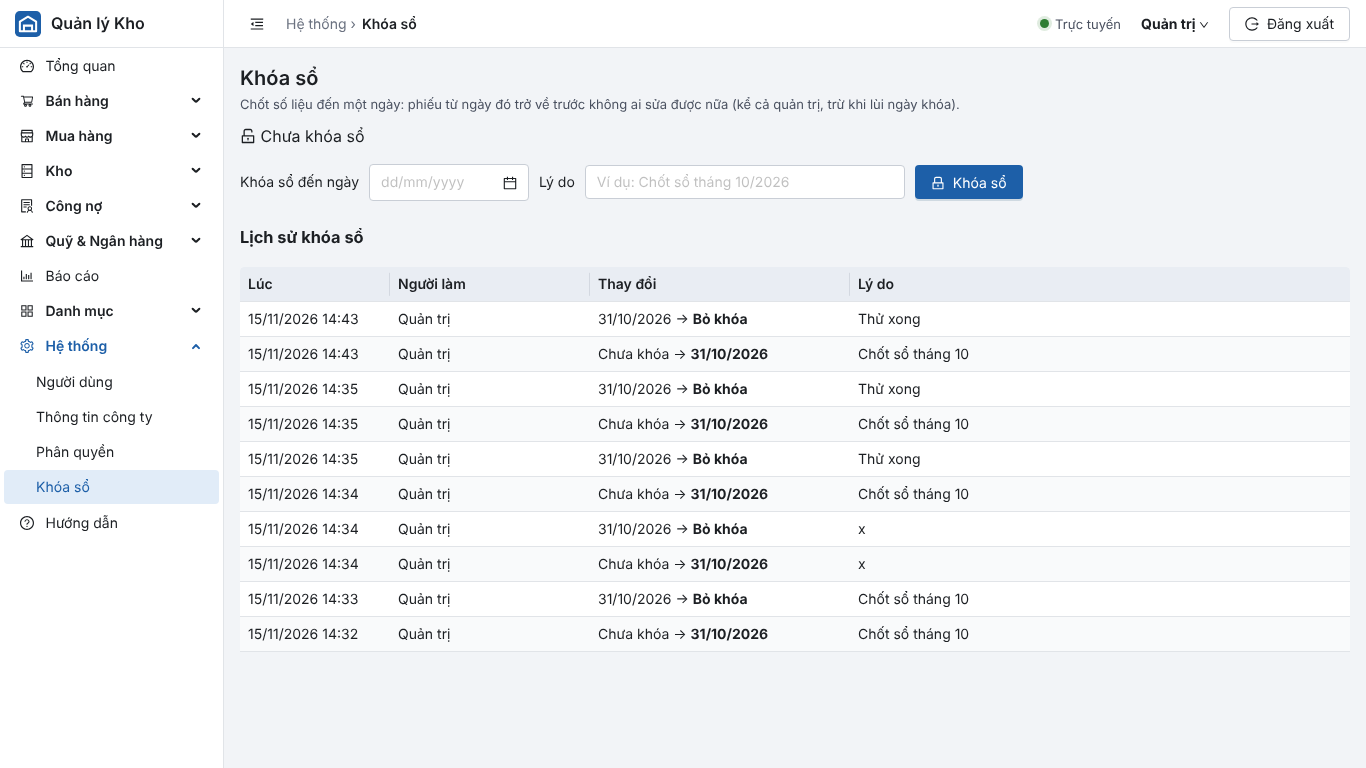 Quản lý Kho
Hệ thống › Khóa sổ
Trực tuyến
Quản trị
Đăng xuất
Tổng quan
Bán hàng
Mua hàng
Kho
Công nợ
Quỹ & Ngân hàng
Báo cáo
Danh mục
Hệ thống
Người dùng
Thông tin công ty
Phân quyền
Khóa sổ
Hướng dẫn
Khóa sổ
Chốt số liệu đến một ngày: phiếu từ ngày đó trở về trước không ai sửa được nữa (kể cả quản trị, trừ khi lùi ngày khóa).
Chưa khóa sổ
Khóa sổ đến ngày dd/mm/yyyy Lý do Ví dụ: Chốt sổ tháng 10/2026 Khóa sổ
Lịch sử khóa sổ
Lúc Người làm Thay đổi Lý do
15/11/2026 14:43 Quản trị 31/10/2026 → Bỏ khóa Thử xong
15/11/2026 14:43 Quản trị Chưa khóa → 31/10/2026 Chốt sổ tháng 10
15/11/2026 14:35 Quản trị 31/10/2026 → Bỏ khóa Thử xong
15/11/2026 14:35 Quản trị Chưa khóa → 31/10/2026 Chốt sổ tháng 10
15/11/2026 14:35 Quản trị 31/10/2026 → Bỏ khóa Thử xong
15/11/2026 14:34 Quản trị Chưa khóa → 31/10/2026 Chốt sổ tháng 10
15/11/2026 14:34 Quản trị 31/10/2026 → Bỏ khóa x
15/11/2026 14:34 Quản trị Chưa khóa → 31/10/2026 x
15/11/2026 14:33 Quản trị 31/10/2026 → Bỏ khóa Chốt sổ tháng 10
15/11/2026 14:32 Quản trị Chưa khóa → 31/10/2026 Chốt sổ tháng 10